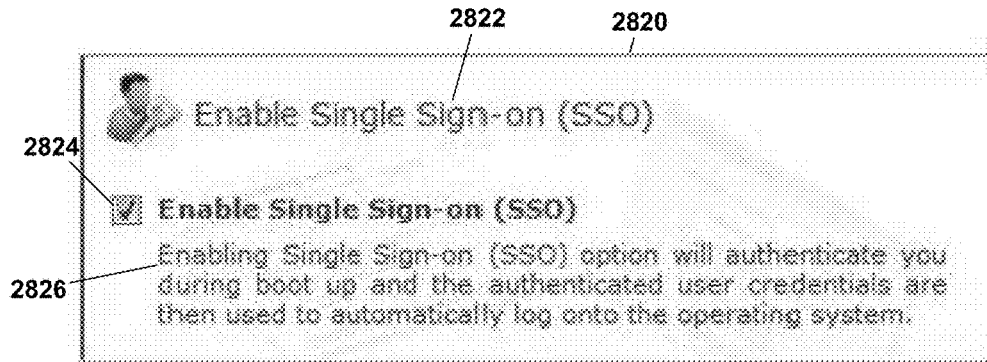 2822
2820
Enable Single Sign-on (SSO)
2824
Enable Single Sign-on (SSO)
Enabling Single Sign-on (SSO) option will authenticate you
2826
during boot up and the authenticated user credentials are
then used to automatically log onto the operating system.